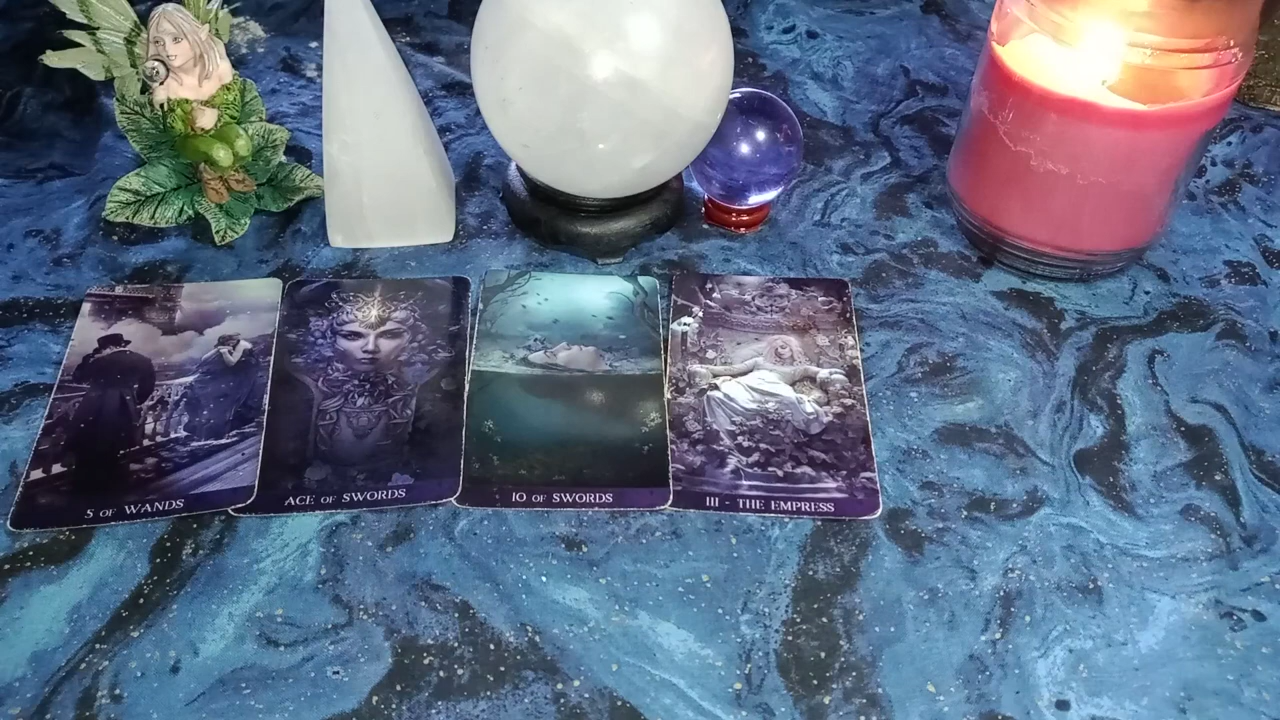 5 OF WANDS
ACE OF SWORDS
10 OF SWORDS
III - THE EMPRESS